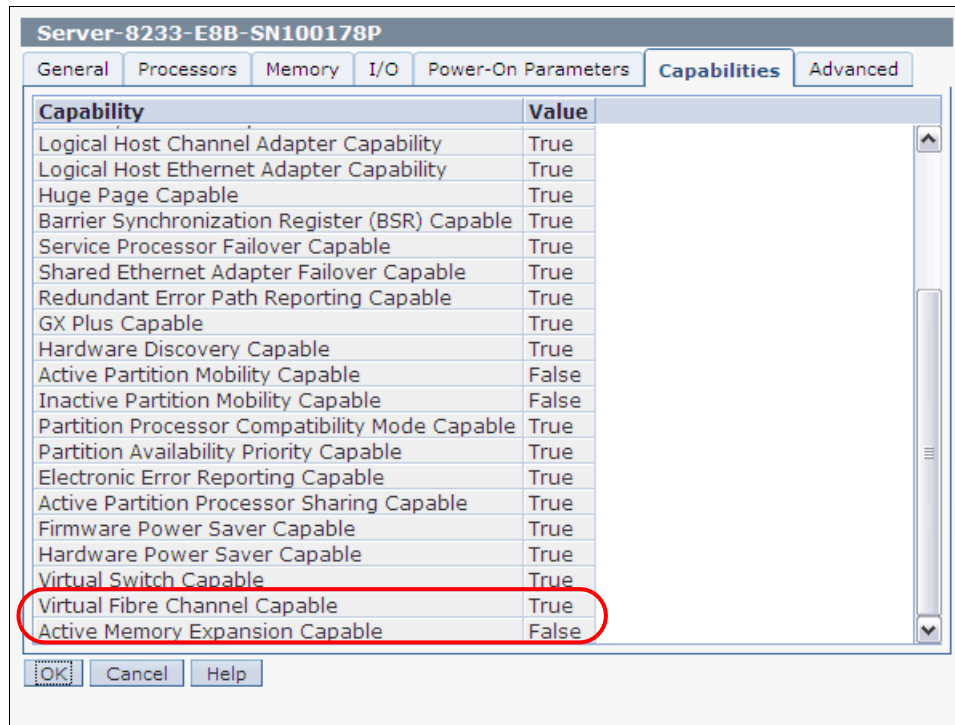 Server-8233-E8B-SN100178P
General Processors Memory I/O Power-On Parameters Capabilities Advanced
Capability Value
Logical Host Channel Adapter Capability True
Logical Host Ethernet Adapter Capability True
Huge Page Capable True
Barrier Synchronization Register (BSR) Capable True
Service Processor Failover Capable True
Shared Ethernet Adapter Failover Capable True
Redundant Error Path Reporting Capable True
GX Plus Capable True
Hardware Discovery Capable True
Active Partition Mobility Capable False
Inactive Partition Mobility Capable False
Partition Processor Compatibility Mode Capable True
Partition Availability Priority Capable True
Electronic Error Reporting Capable True
Active Partition Processor Sharing Capable True
Firmware Power Saver Capable True
Hardware Power Saver Capable True
Virtual Switch Capable True
Virtual Fibre Channel Capable True
Active Memory Expansion Capable False
OK Cancel Help